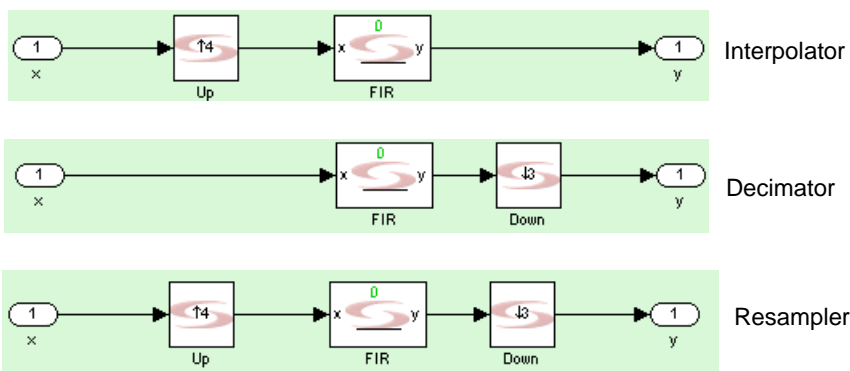 1 ↑4 0 x y 1 Interpolator
x Up FIR y
1 0 x y ↓3 1 Decimator
x FIR Down y
1 ↑4 0 x y ↓3 1 Resampler
x Up FIR Down y